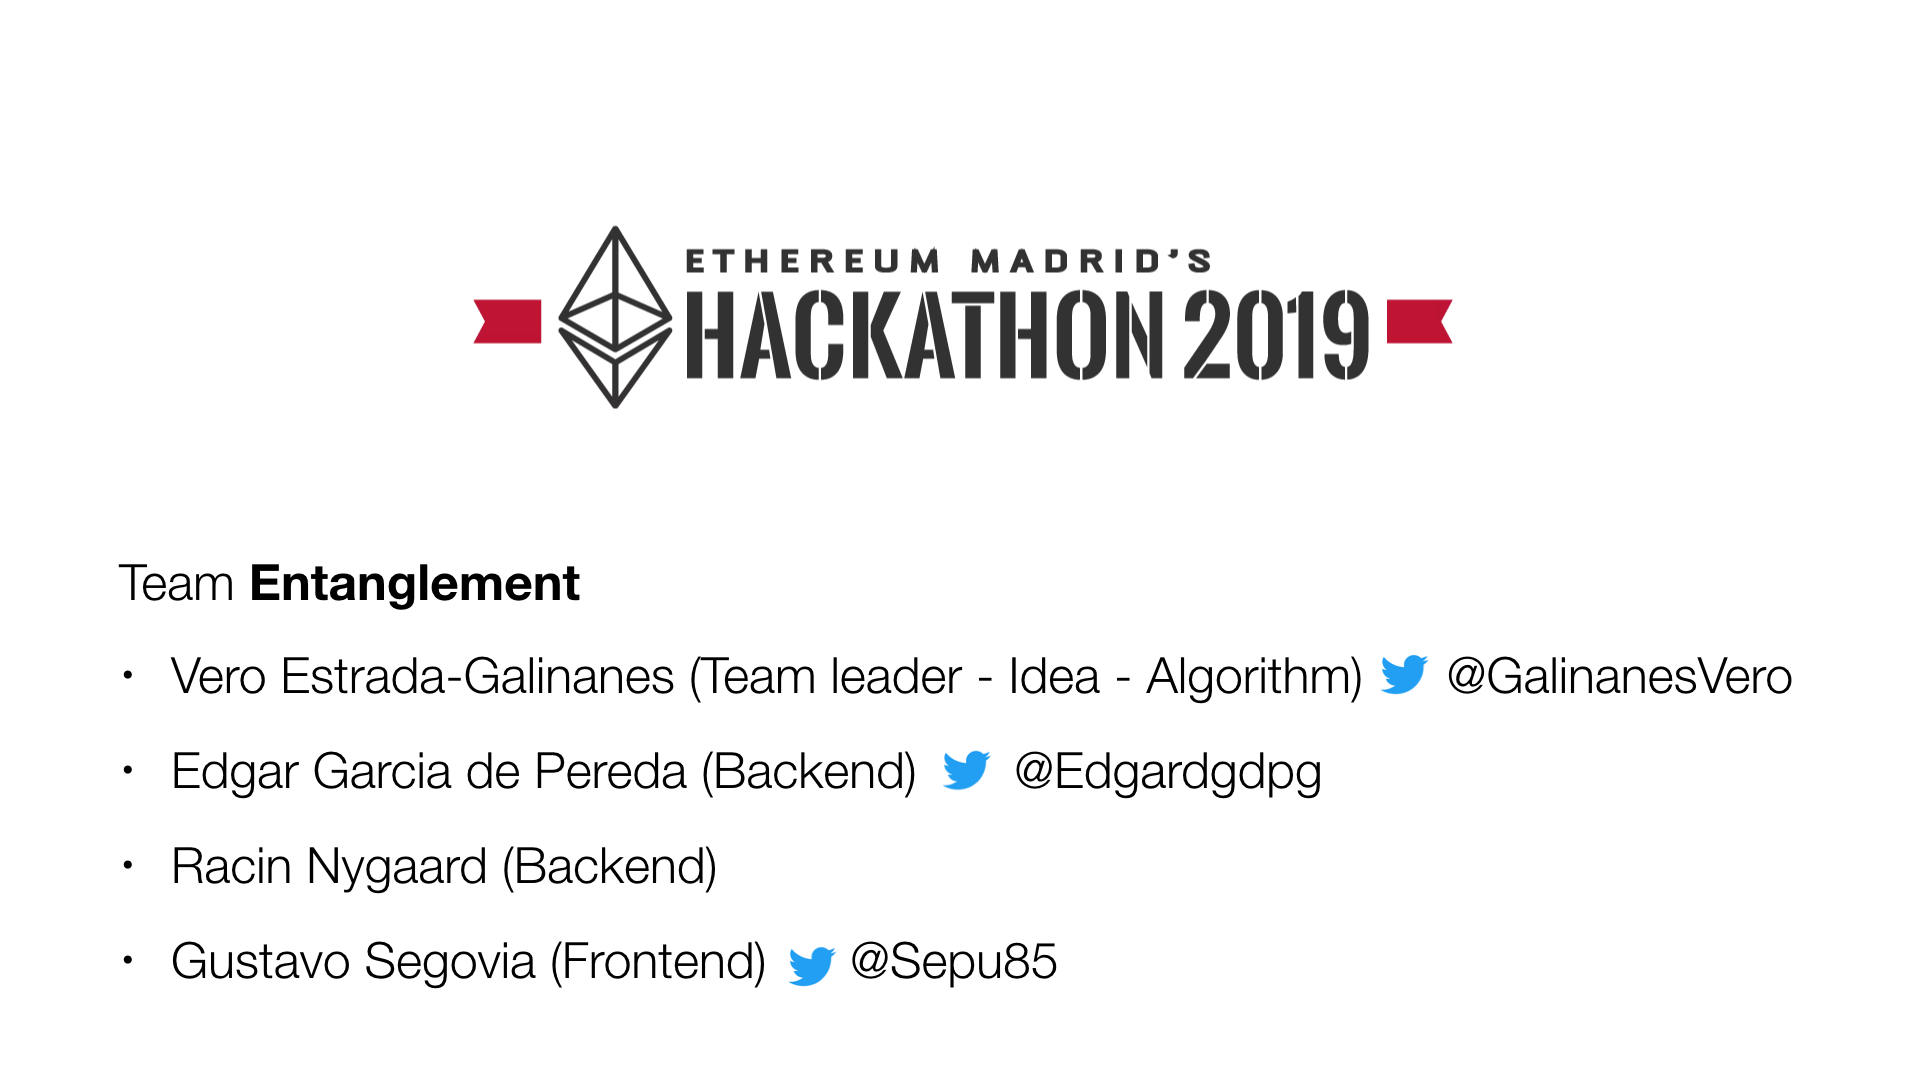 ETHEREUM MADRID'S
HACKATHON 2019
Team Entanglement
• Vero Estrada-Galinanes (Team leader - Idea - Algorithm) @GalinanesVero
• Edgar Garcia de Pereda (Backend) @Edgardgdpg
• Racin Nygaard (Backend)
• Gustavo Segovia (Frontend) @Sepu85